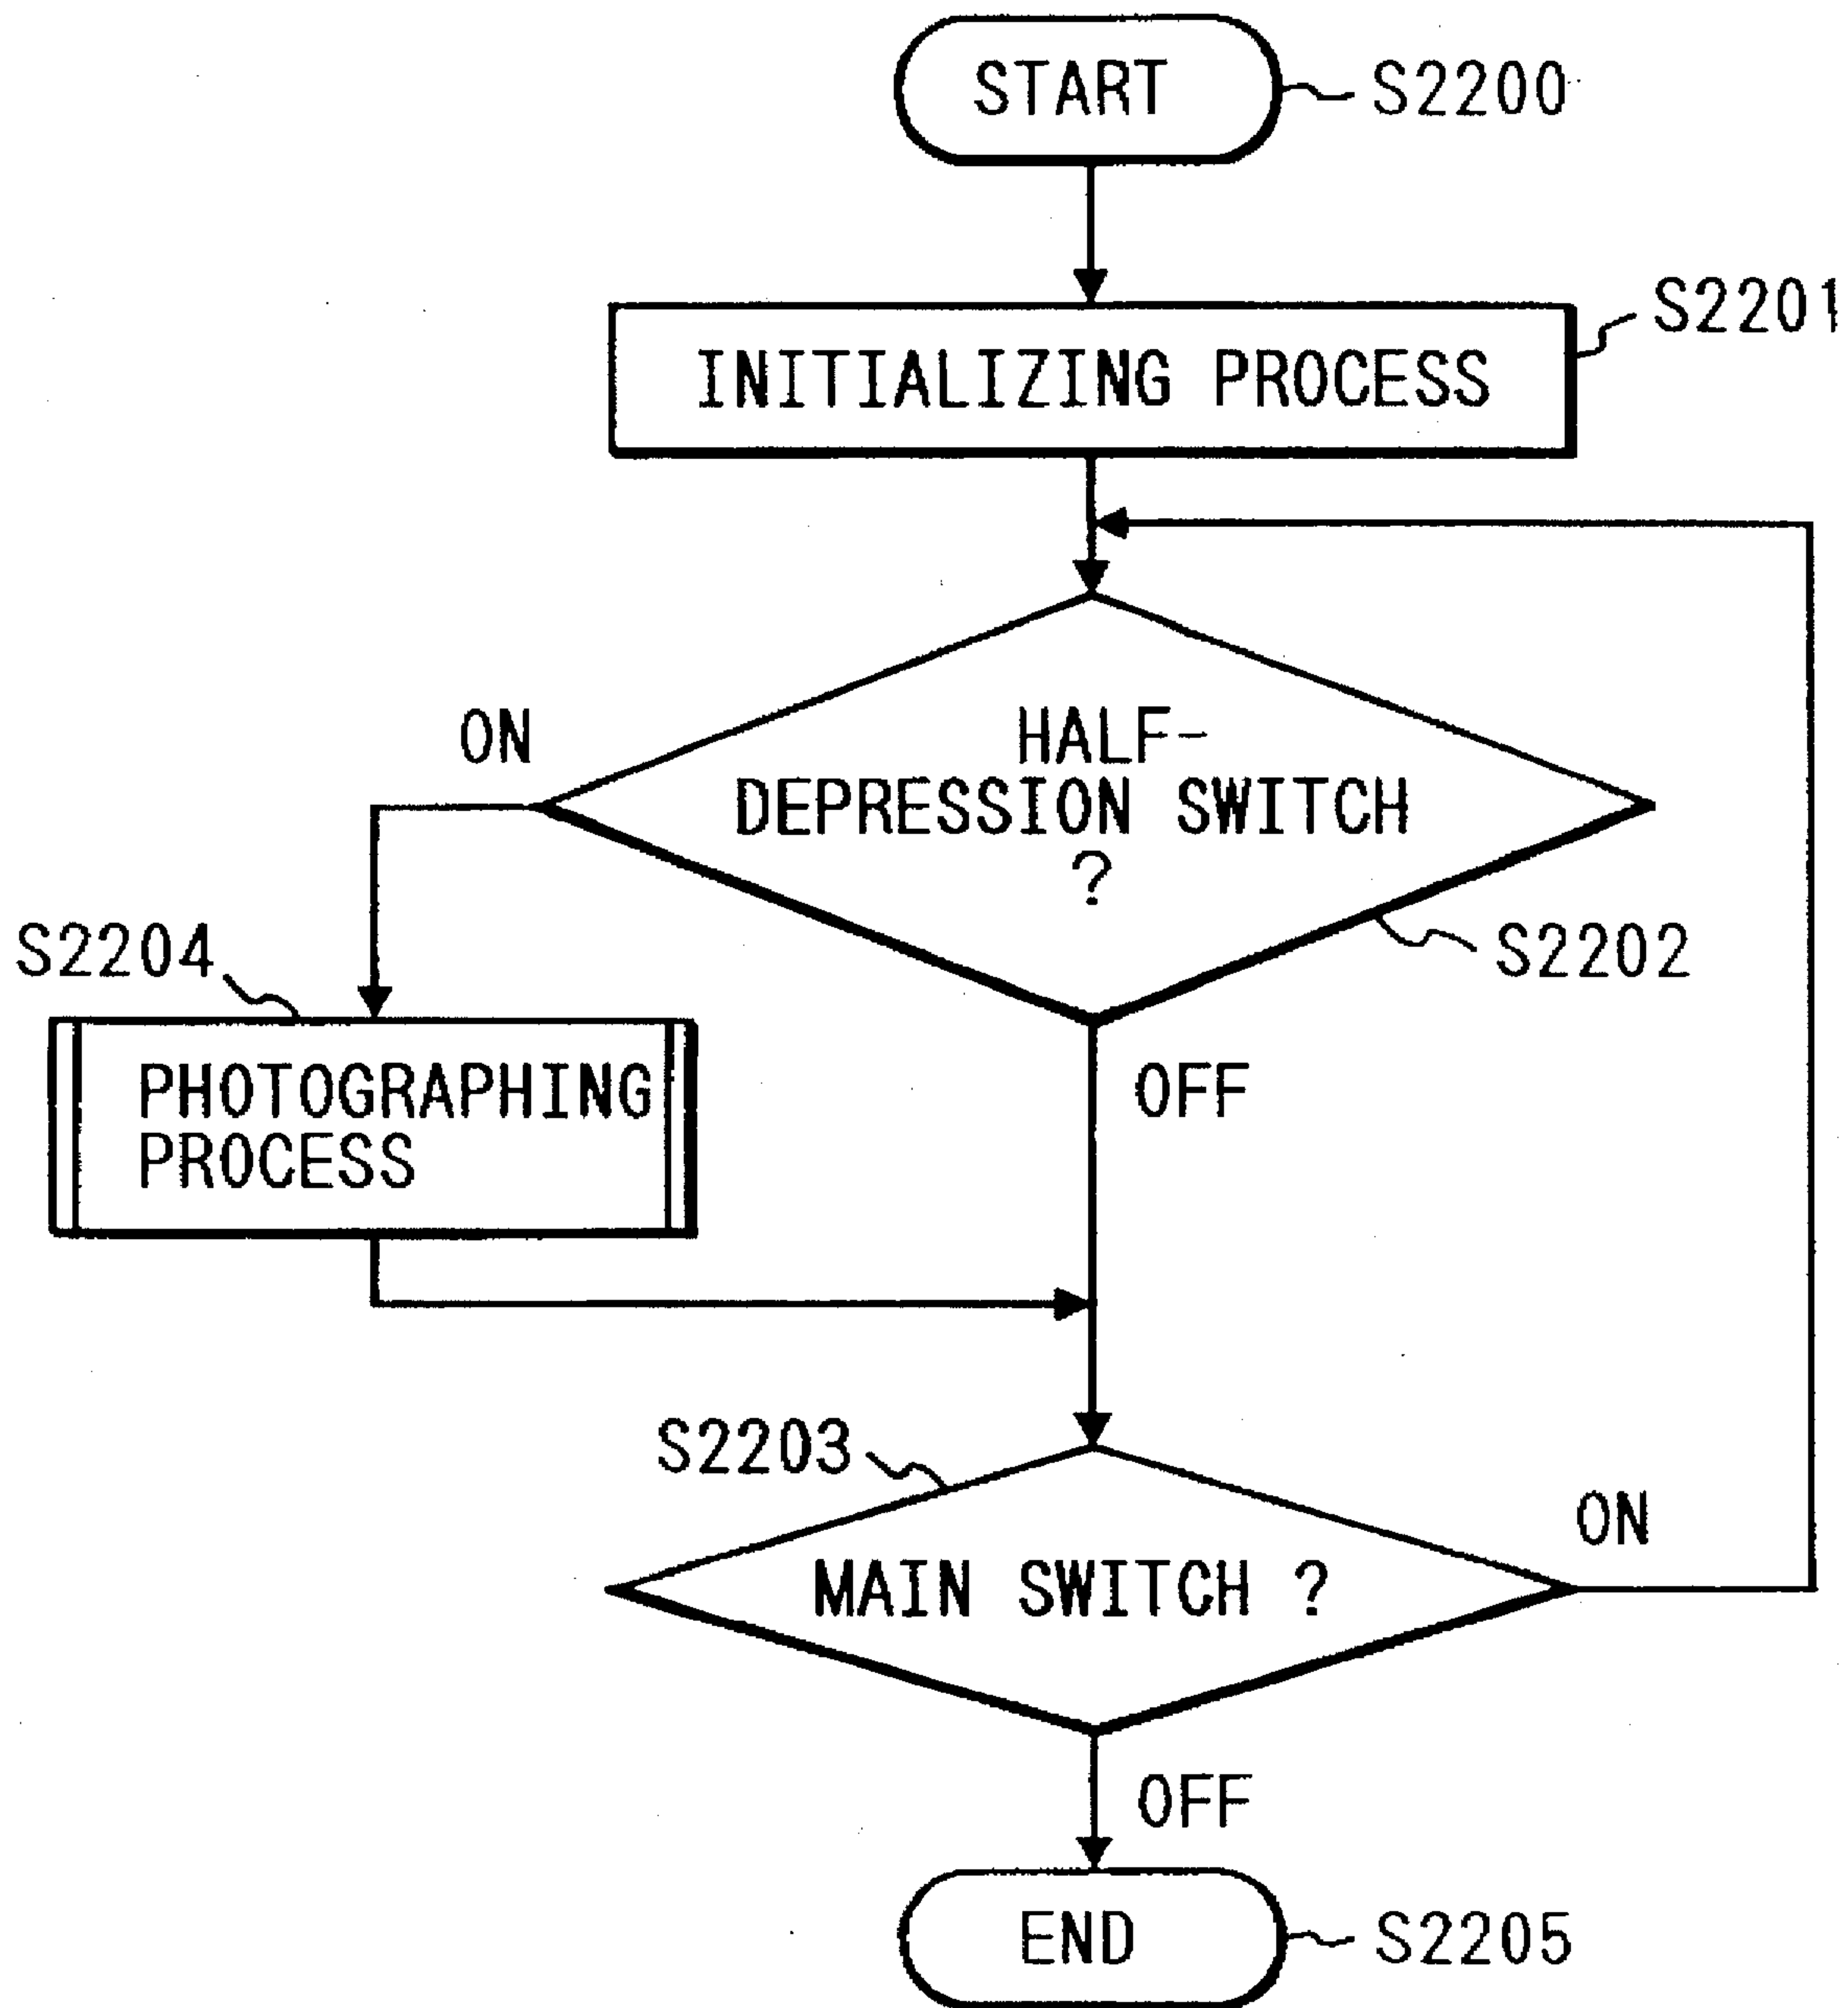 START
S2200
INITIALIZING PROCESS
S2201
HALF-
DEPRESSION SWITCH
?
S2202
ON
OFF
S2204
PHOTOGRAPHING
PROCESS
S2203
MAIN SWITCH ?
ON
OFF
END
S2205